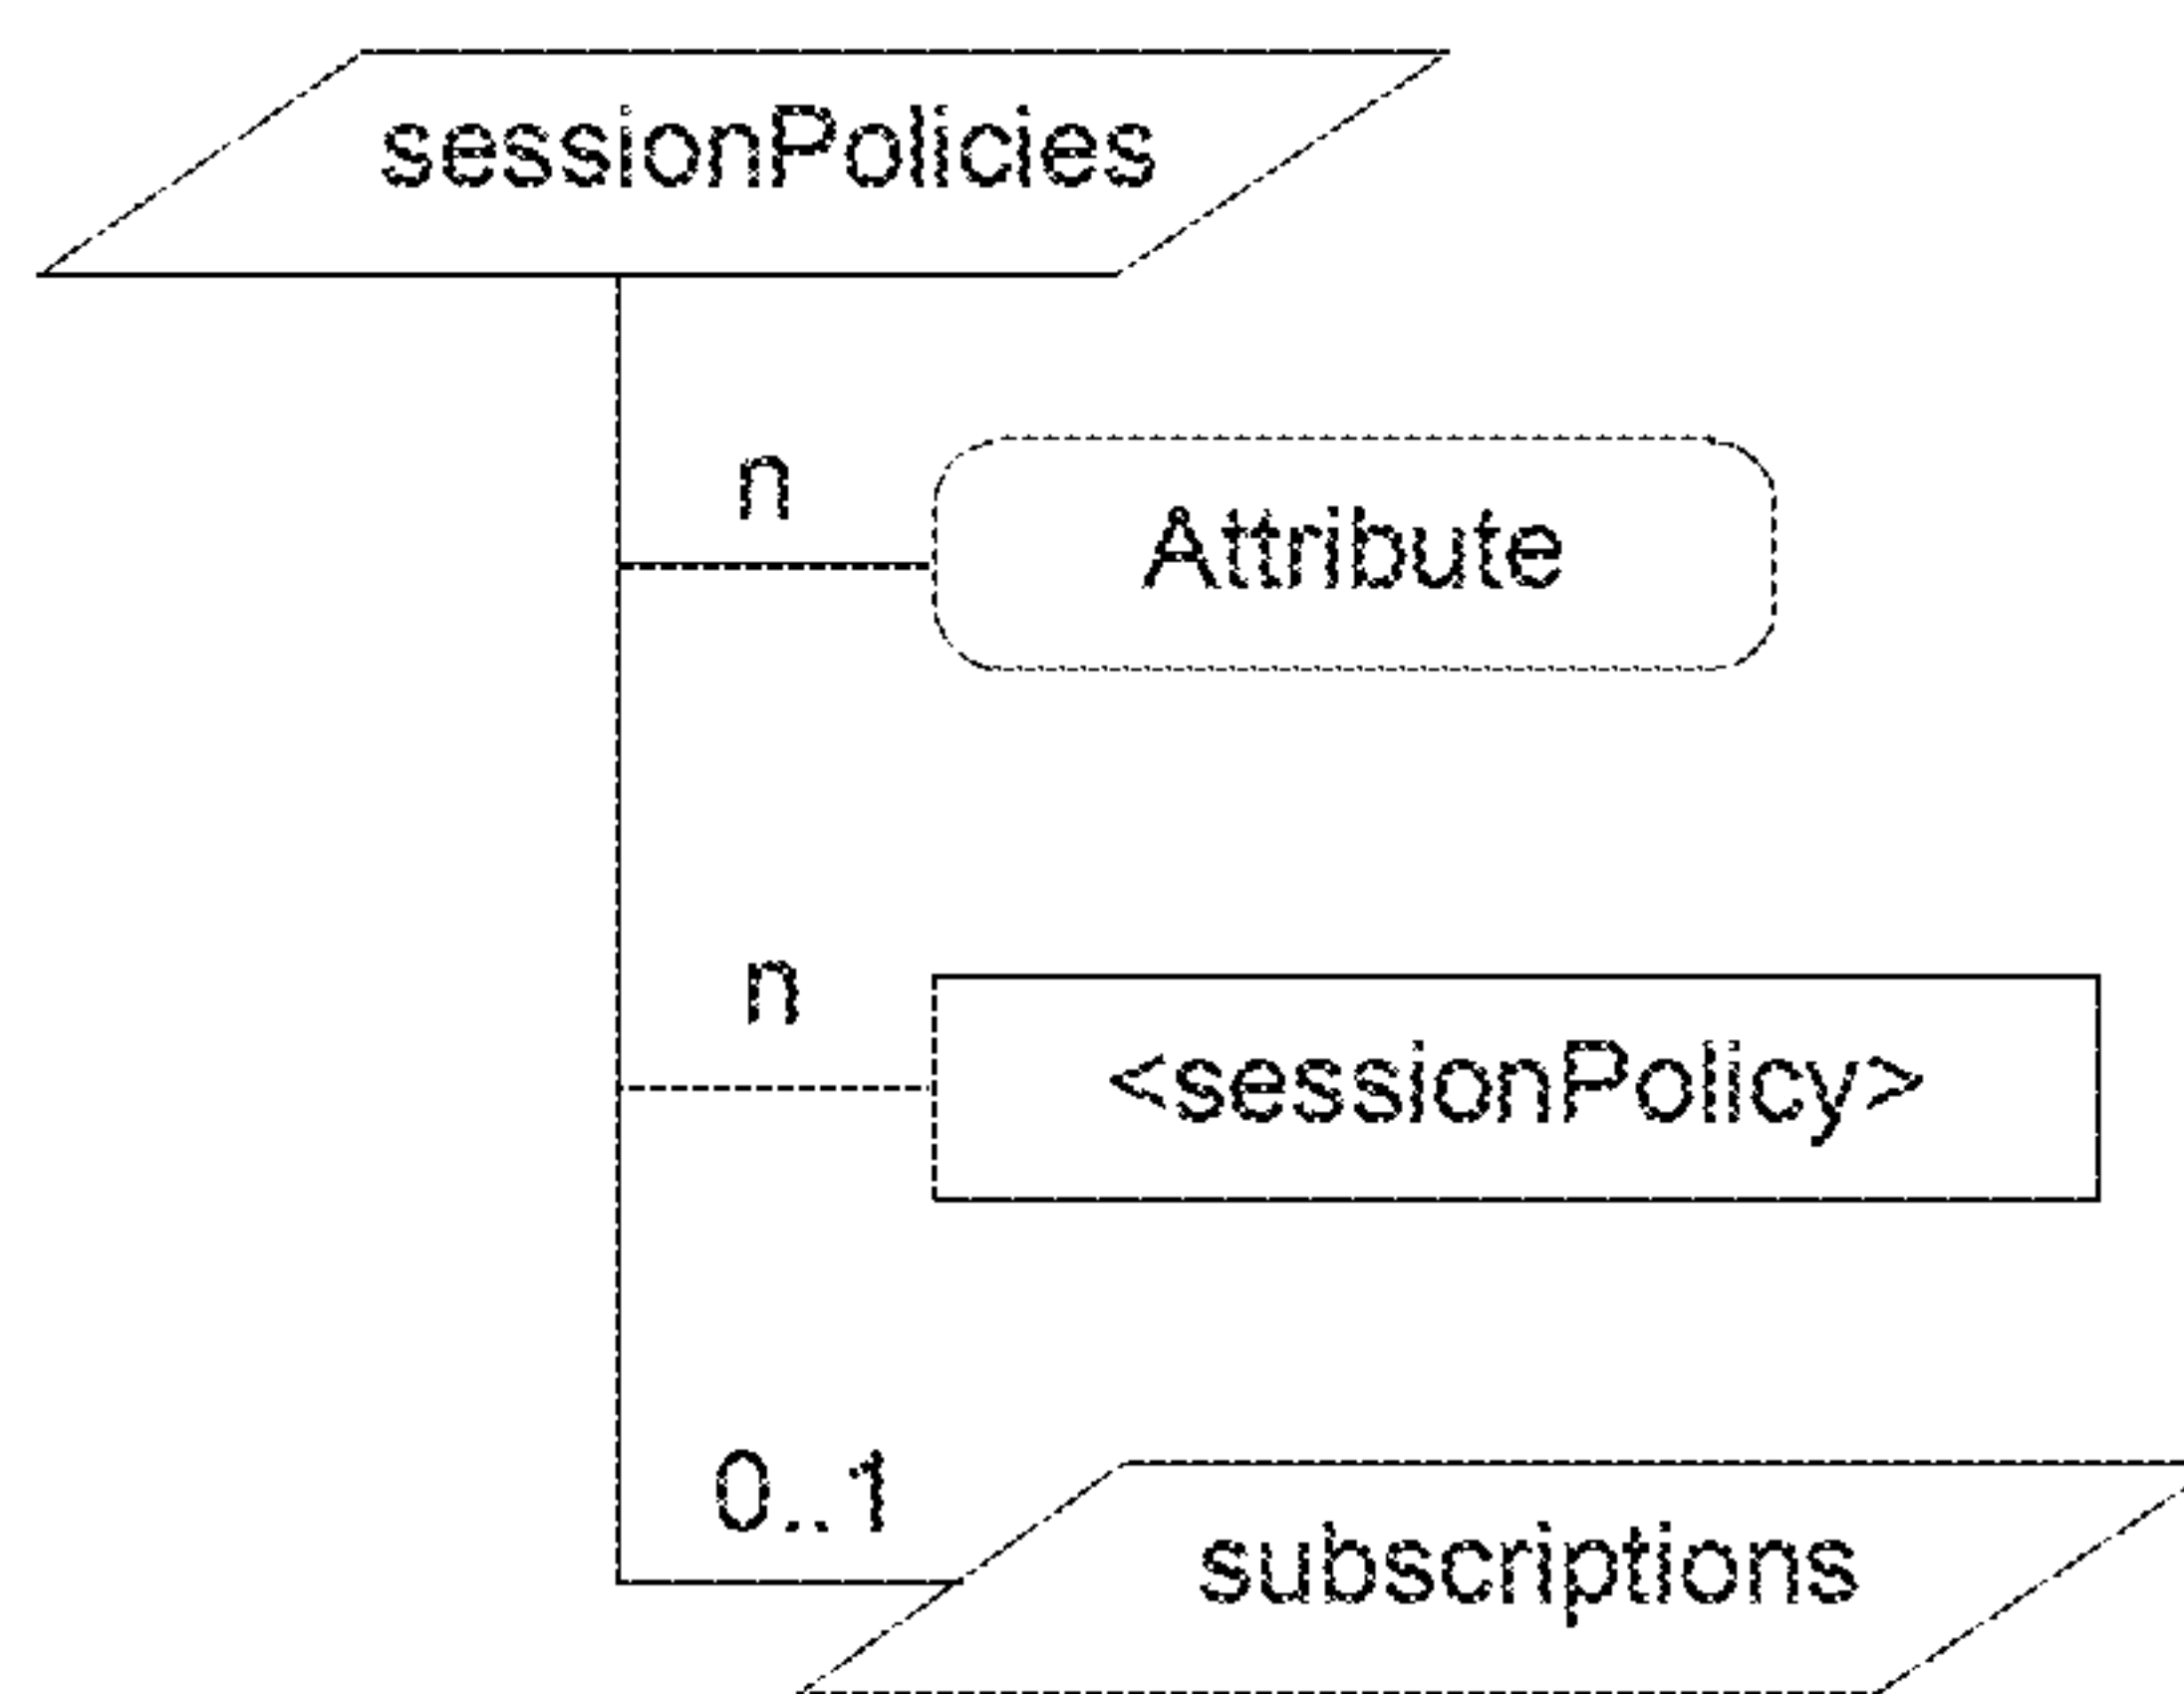 sessionPolicies
n
Attribute
n
<sessionPolicy>
0..1
subscriptions